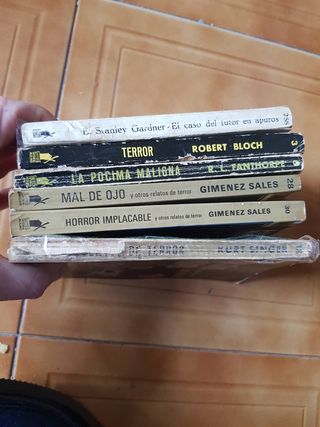 E. Stanley Gardner - El caso del tutor en apuros 288
TERROR ROBERT BLOCH 3
LA POCIMA MALIGNA R. L. FANTHORPE
MAL DE OJO y otros relatos de terror GIMENEZ SALES 28
HORROR IMPLACABLE y otros relatos de terror GIMENEZ SALES 30
DE TERROR KURT SINGER